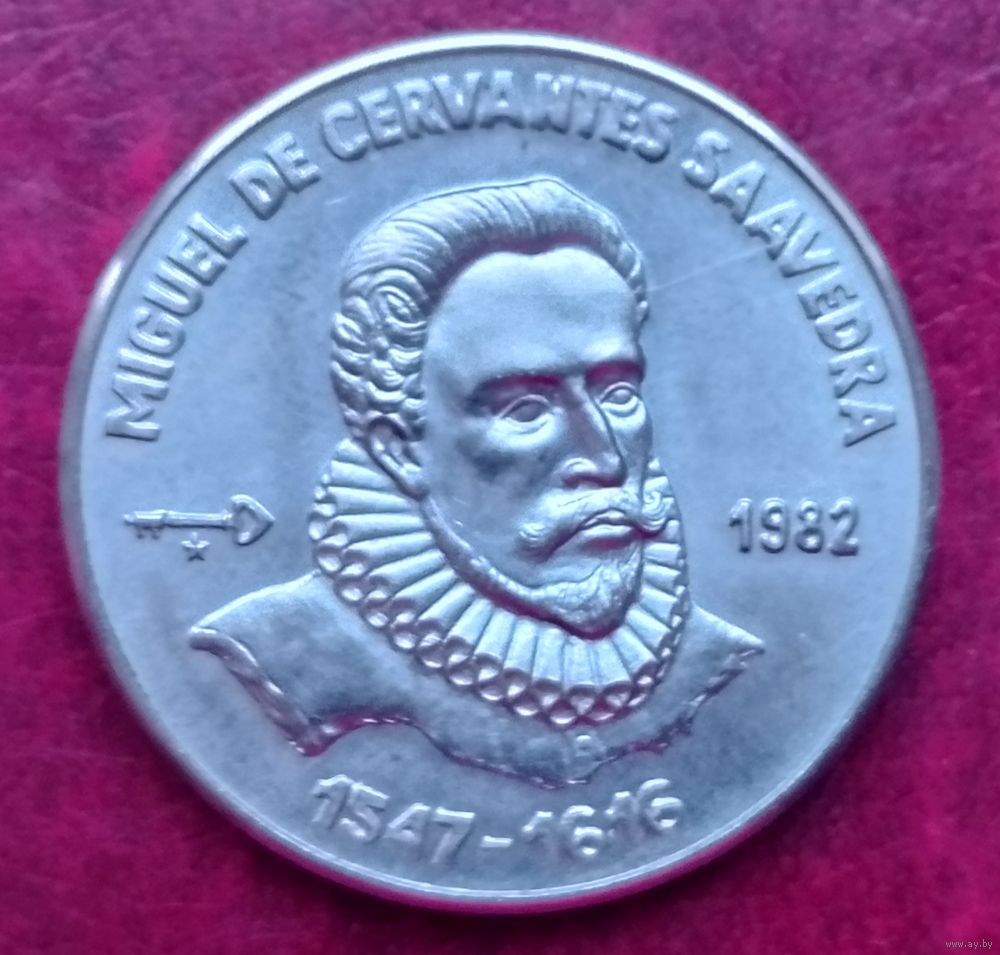 MIGUEL DE CERVANTES SAAVEDRA
1982
1547-1616
www.ay.by